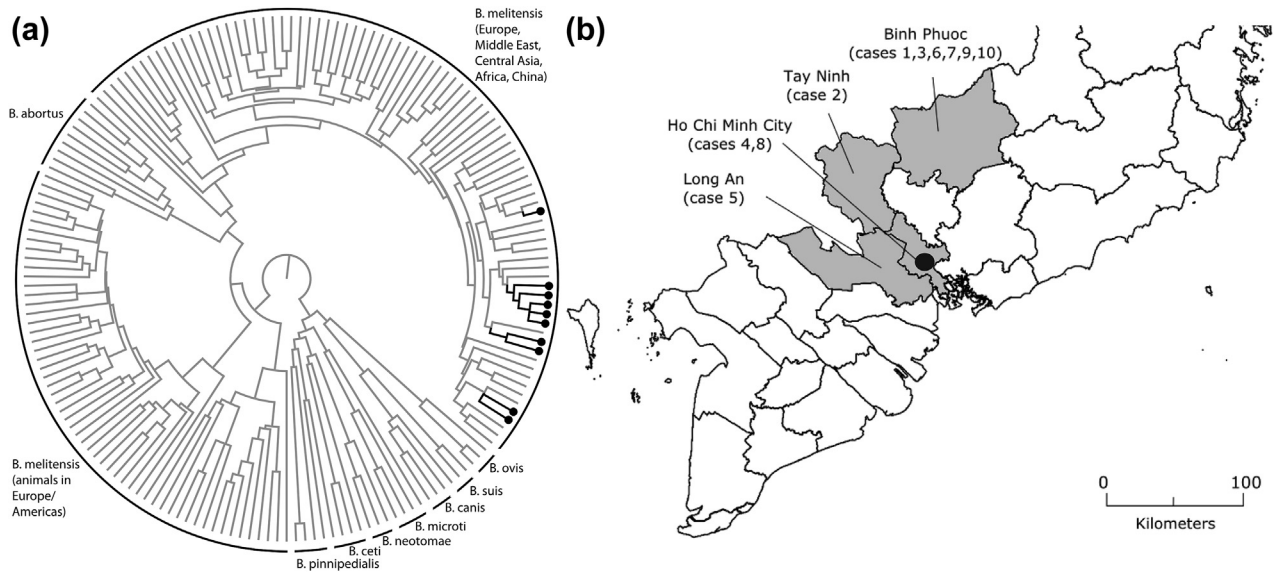 (a)
B. melitensis
(Europe,
Middle East,
Central Asia,
Africa, China)
B. abortus
B. melitensis
(animals in
Europe/
Americas)
B. ovis
B. suis
B. canis
B. microti
B. neotomae
B. ceti
B. pinnipedialis
(b)
Binh Phuoc
(cases 1,3,6,7,9,10)
Tay Ninh
(case 2)
Ho Chi Minh City
(cases 4,8)
Long An
(case 5)
0 100
Kilometers